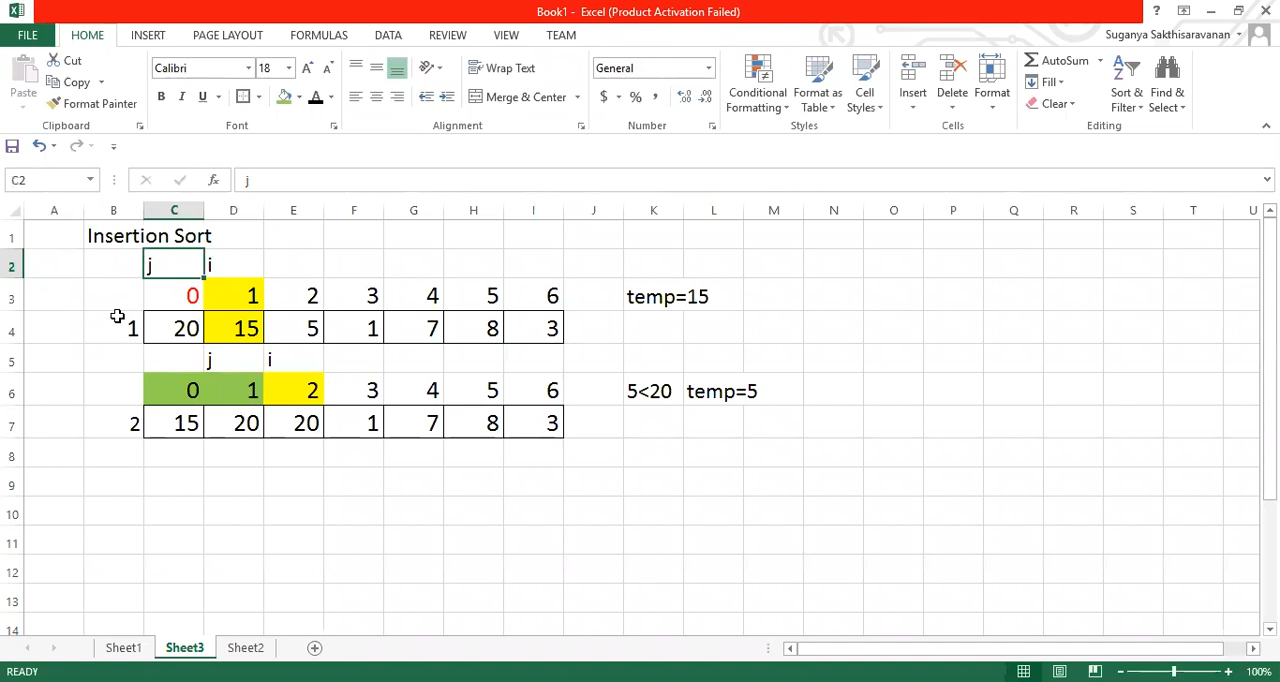 Book1 - Excel (Product Activation Failed)
FILE HOME INSERT PAGE LAYOUT FORMULAS DATA REVIEW VIEW TEAM
Suganya Sakthisaravanan
Paste
Cut
Copy
Format Painter
Clipboard
Calibri 18
B I U
Font
Wrap Text
Merge & Center
Alignment
General
$ % ,
Number
Conditional Formatting
Format as Table
Cell Styles
Styles
Insert
Delete
Format
Cells
AutoSum
Fill
Clear
Sort & Filter
Find & Select
Editing
C2
fx
j
A B C D E F G H I J K L M N O P Q R S T U
1 Insertion Sort
2 j i
3 0 1 2 3 4 5 6 temp=15
4 1 20 15 5 1 7 8 3
5 j i
6 0 1 2 3 4 5 6 5<20 temp=5
7 2 15 20 20 1 7 8 3
8
9
10
11
12
13
14
Sheet1 Sheet3 Sheet2
READY
100%